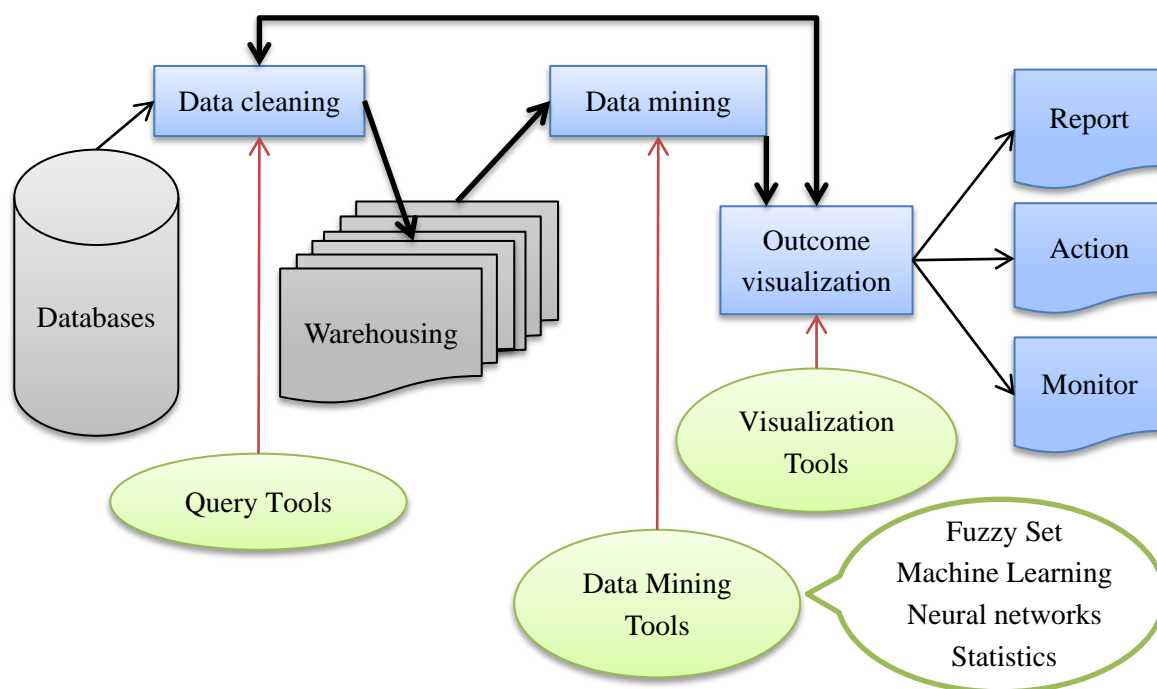 Data cleaning
Data mining
Report
Outcome
visualization
Action
Databases
Warehousing
Monitor
Visualization
Tools
Query Tools
Data Mining
Tools
Fuzzy Set
Machine Learning
Neural networks
Statistics